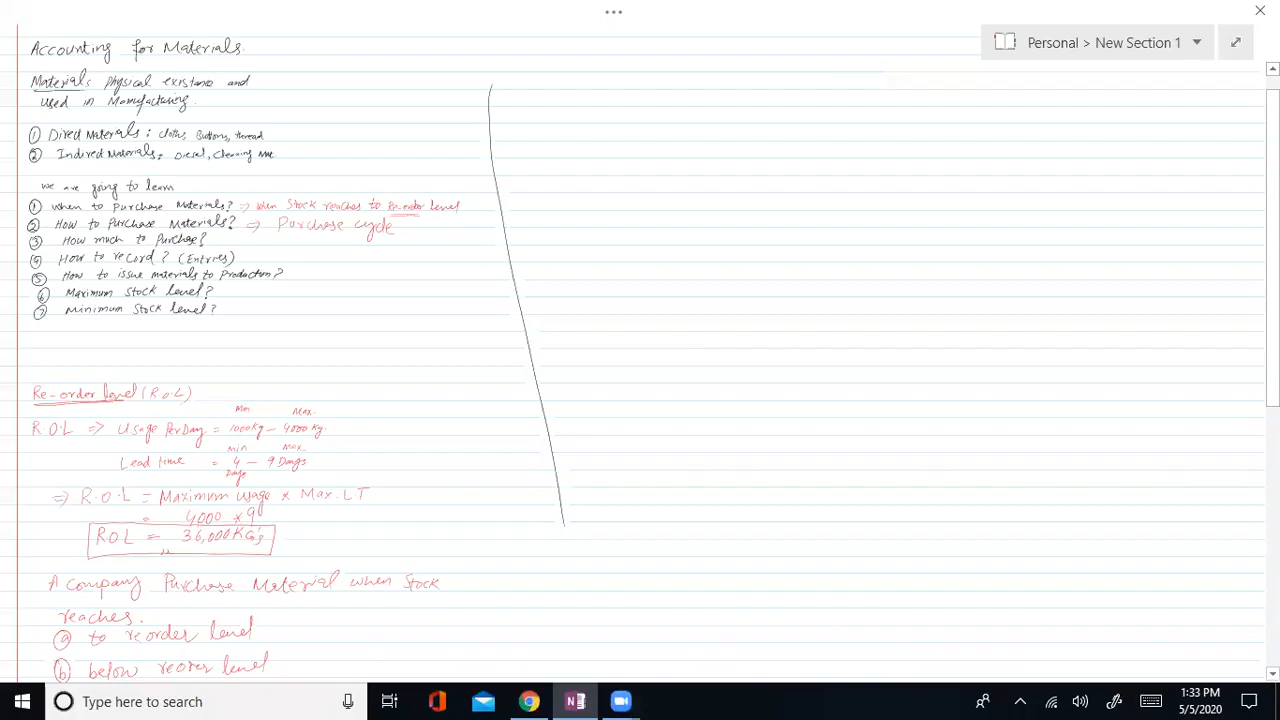 Personal > New Section 1
Accounting for Materials.
Material: Physical existance and
used in Manufacturing.
① Direct Materials: cloths, Buttons, thread
② Indirect Materials: Diesel, Cleaning
we are going to learn
① When to Purchase Materials? ⇒ when Stock reaches to Re-order level
② How to Purchase Materials? ⇒ Purchase cycle
③ How much to Purchase?
④ How to record? (Entries)
⑤ How to issue materials to Production?
⑥ Maximum Stock level?
⑦ Minimum Stock level?
Re-order level (R.O.L)
Min Max.
R.O.L ⇒ Usage Per Day = 1000Kg - 4000 Kg.
Min Max.
Lead time = 4 - 9 Days
Days
⇒ R.O.L = Maximum usage × Max. LT
= 4000 × 9
ROL = 36,000 KG's
A company Purchase Material when Stock
reaches.
ⓐ to reorder level
ⓑ below reorer level
Type here to search
1:33 PM
5/5/2020